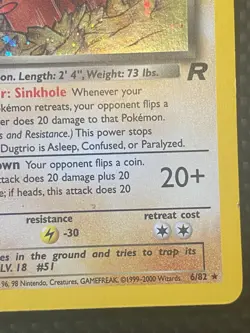 on. Length: 2' 4", Weight: 73 lbs.
R
r: Sinkhole Whenever your
okémon retreats, your opponent flips a
er does 20 damage to that Pokémon.
s and Resistance.) This power stops
Dugtrio is Asleep, Confused, or Paralyzed.
own Your opponent flips a coin.
ttack does 20 damage plus 20
e; if heads, this attack does 20
20+
resistance retreat cost
-30
es in the ground and tries to trap its
LV. 18 #51
96, 98 Nintendo, Creatures, GAMEFREAK. ©1999-2000 Wizards. 6/82 ★